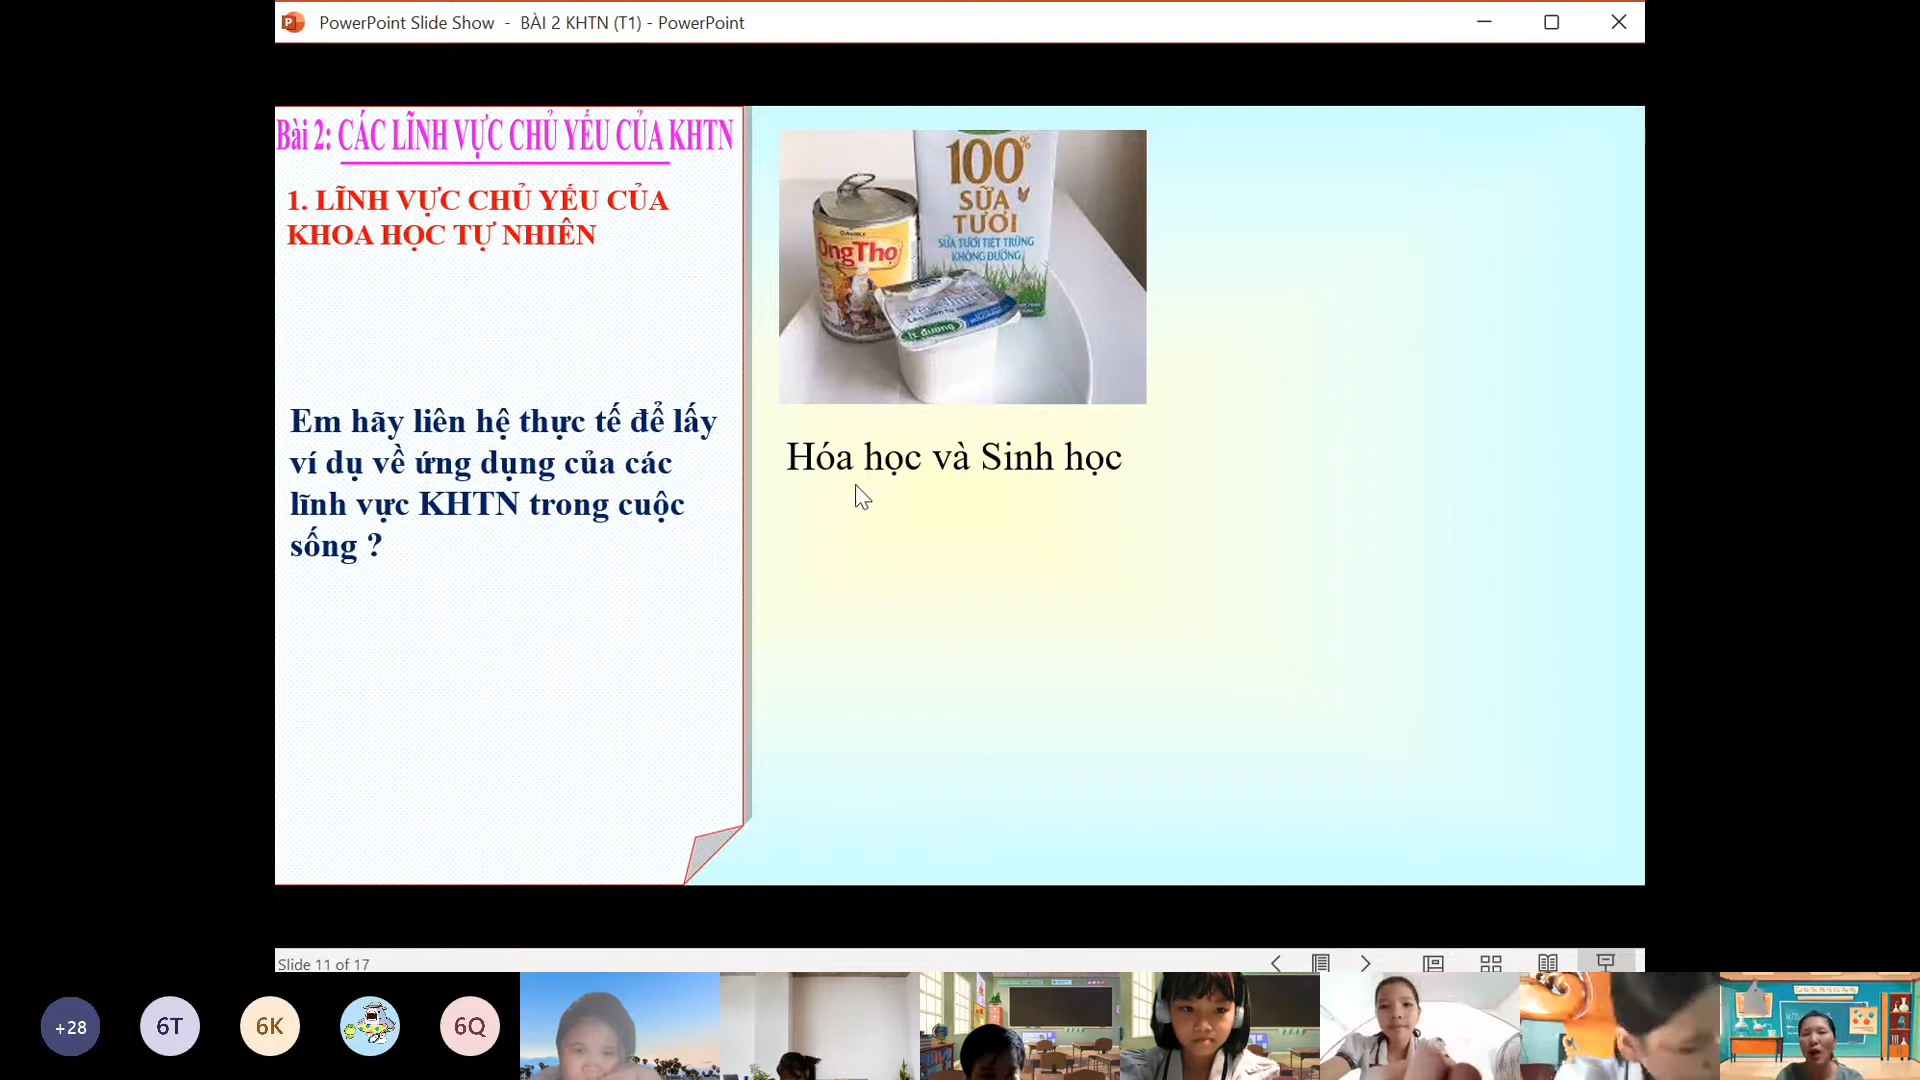 PowerPoint Slide Show - BÀI 2 KHTN (T1) - PowerPoint
Bài 2: CÁC LĨNH VỰC CHỦ YẾU CỦA KHTN
1. LĨNH VỰC CHỦ YẾU CỦA
KHOA HỌC TỰ NHIÊN
Em hãy liên hệ thực tế để lấy
ví dụ về ứng dụng của các
lĩnh vực KHTN trong cuộc
sống ?
100%
SỮA
TƯƠI
SỮA TƯƠI TIỆT TRÙNG
KHÔNG ĐƯỜNG
Ông Thọ
Ít đường
Hóa học và Sinh học
Slide 11 of 17
+28
6T
6K
6Q